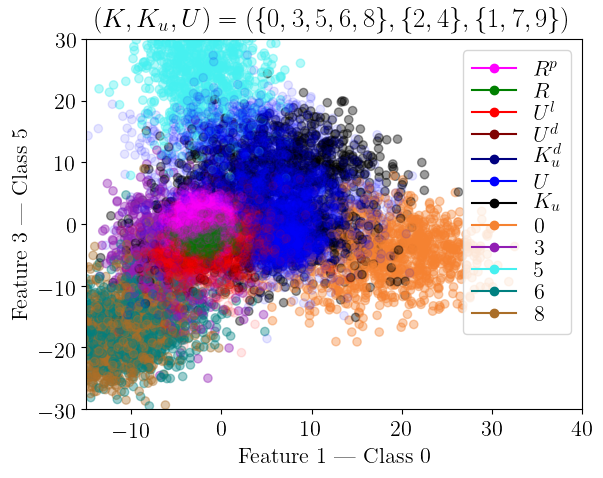 (K, K_u, U) = ({0, 3, 5, 6, 8}, {2, 4}, {1, 7, 9})
30
20
10
0
−10
−20
−30
Feature 3 — Class 5
R^p
R
U^l
U^d
K_u^d
U
K_u
0
3
5
6
8
−10
0
10
20
30
40
Feature 1 — Class 0